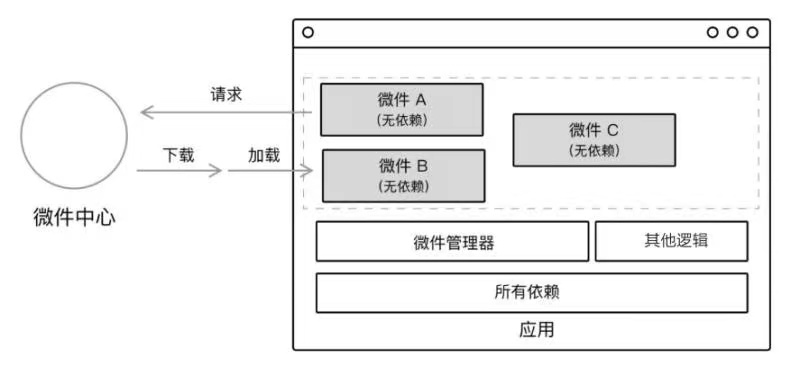 请求
下载
加载
微件中心
微件 A
(无依赖)
微件 B
(无依赖)
微件 C
(无依赖)
微件管理器
其他逻辑
所有依赖
应用